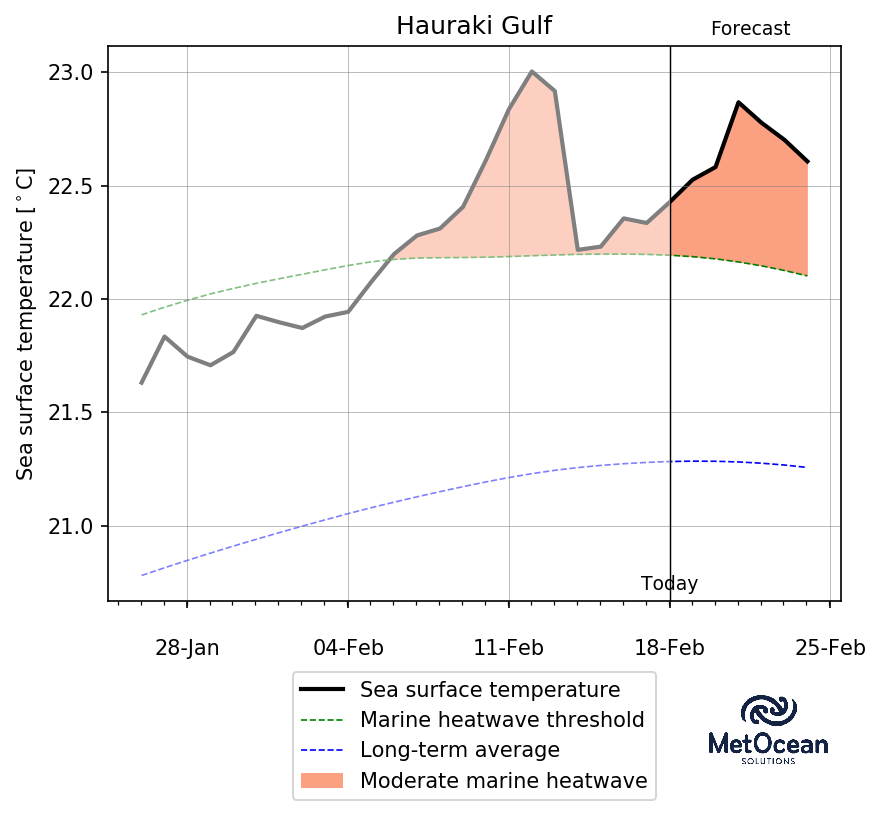 Hauraki Gulf
Forecast
Sea surface temperature [°C]
23.0
22.5
22.0
21.5
21.0
Today
28-Jan 04-Feb 11-Feb 18-Feb 25-Feb
Sea surface temperature
Marine heatwave threshold
Long-term average
Moderate marine heatwave
MetOcean
SOLUTIONS